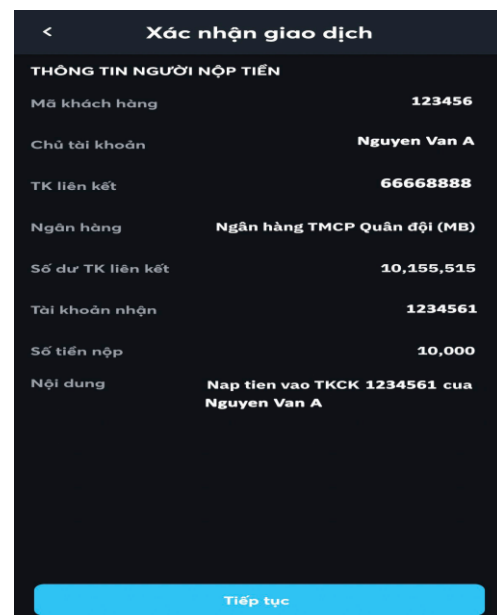 < Xác nhận giao dịch
THÔNG TIN NGƯỜI NỘP TIỀN
Mã khách hàng 123456
Chủ tài khoản Nguyen Van A
TK liên kết 66668888
Ngân hàng Ngân hàng TMCP Quân đội (MB)
Số dư TK liên kết 10,155,515
Tài khoản nhận 1234561
Số tiền nộp 10,000
Nội dung Nap tien vao TKCK 1234561 cua
Nguyen Van A
Tiếp tục